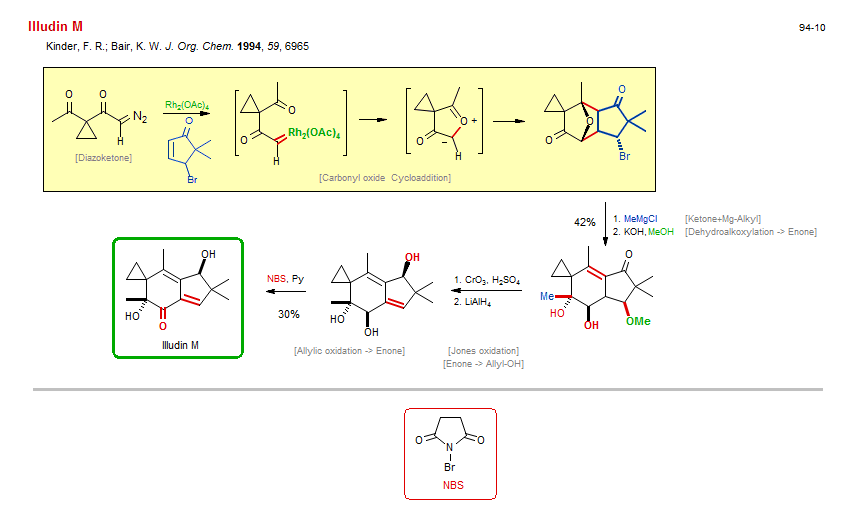 Illudin M
94-10
Kinder, F. R.; Bair, K. W. J. Org. Chem. 1994, 59, 6965
O O
N2
H
[Diazoketone]
Rh2(OAc)4
O
Br
O
O
Rh2(OAc)4
H
O +
O
–
H
[Carbonyl oxide Cycloaddition]
O
O
O
Br
42%
1. MeMgCl [Ketone+Mg-Alkyl]
2. KOH, MeOH [Dehydroalkoxylation -> Enone]
O
Me
HO
OH
OMe
1. CrO3, H2SO4
2. LiAlH4
[Jones oxidation]
[Enone -> Allyl-OH]
OH
HO
OH
[Allylic oxidation -> Enone]
NBS, Py
30%
OH
HO
O
Illudin M
O O
N
Br
NBS